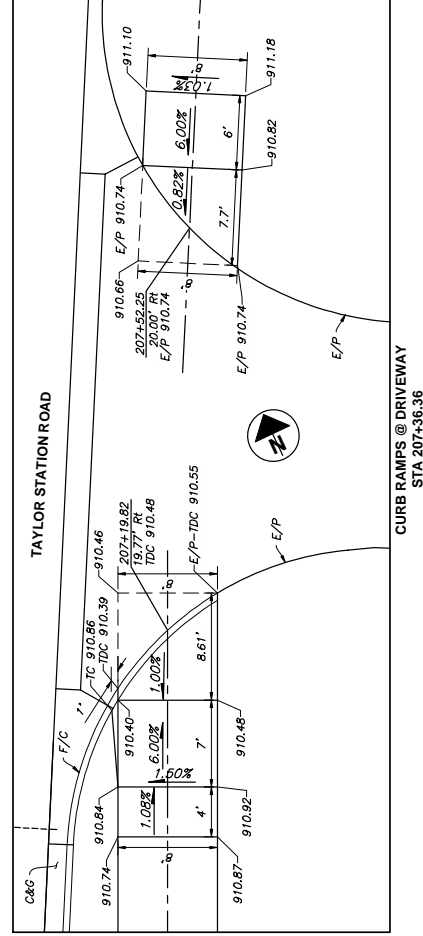 TAYLOR STATION ROAD
C&G
F/C
TC 910.86
TDC 910.39
1'
910.46
207+19.82
19.77' Rt
TDC 910.48
E/P-TDC 910.55
910.74
910.84
910.40
8'
8'
1.08%
6.00%
1.50%
1.00%
4'
7'
8.61'
910.87
910.92
910.48
E/P
N
910.66
E/P 910.74
207+52.25
20.00' Rt
E/P 910.74
911.10
8'
8'
0.82%
6.00%
1.03%
7.7'
6'
E/P 910.74
910.82
911.18
E/P
CURB RAMPS @ DRIVEWAY
STA 207+36.36